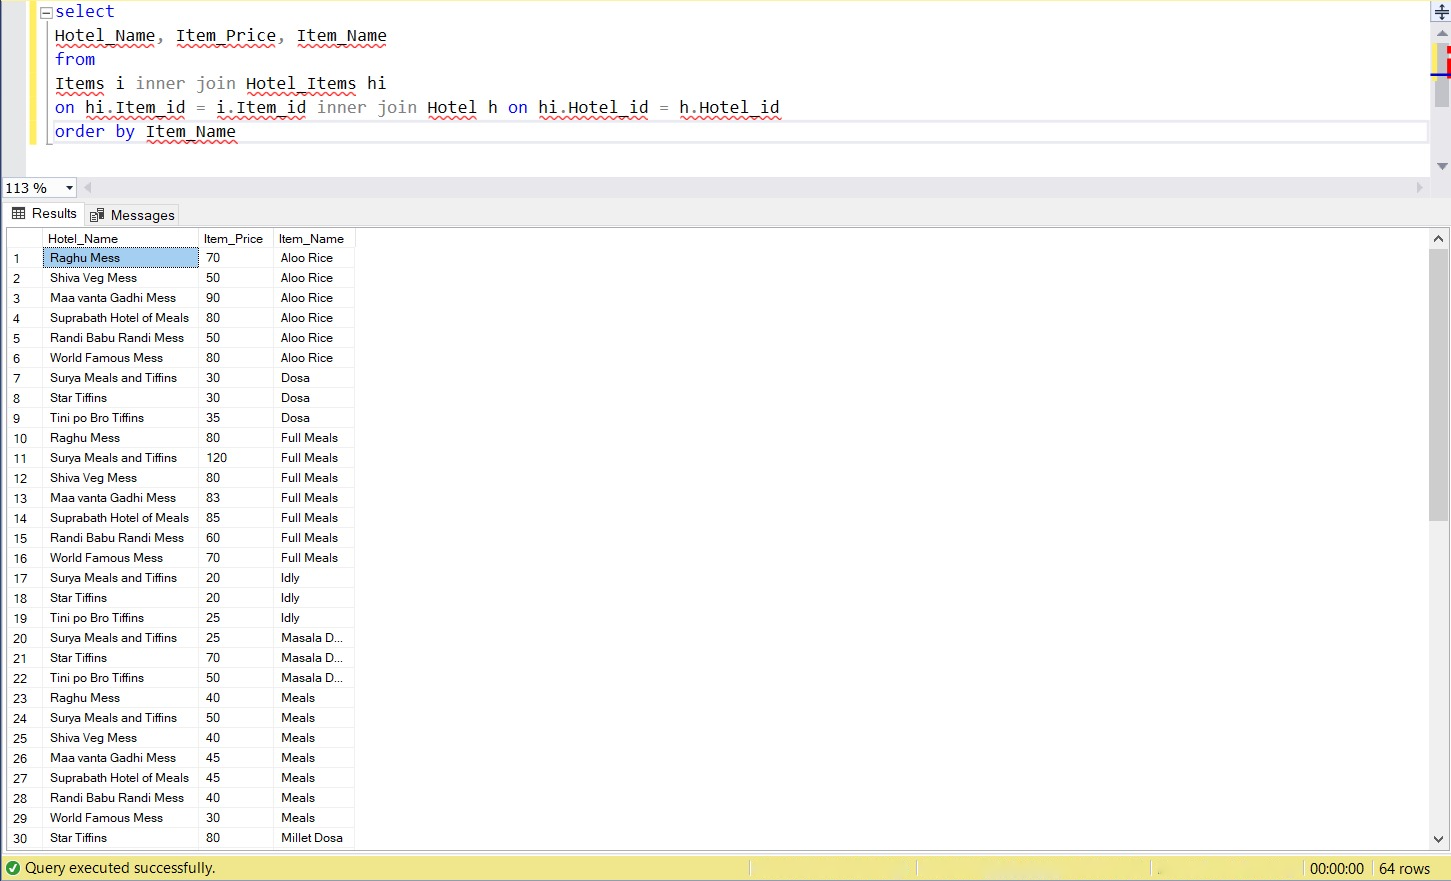 select
Hotel_Name, Item_Price, Item_Name
from
Items i inner join Hotel_Items hi
on hi.Item_id = i.Item_id inner join Hotel h on hi.Hotel_id = h.Hotel_id
order by Item_Name
113 %
Results Messages
Hotel_Name Item_Price Item_Name
1 Raghu Mess 70 Aloo Rice
2 Shiva Veg Mess 50 Aloo Rice
3 Maa vanta Gadhi Mess 90 Aloo Rice
4 Suprabath Hotel of Meals 80 Aloo Rice
5 Randi Babu Randi Mess 50 Aloo Rice
6 World Famous Mess 80 Aloo Rice
7 Surya Meals and Tiffins 30 Dosa
8 Star Tiffins 30 Dosa
9 Tini po Bro Tiffins 35 Dosa
10 Raghu Mess 80 Full Meals
11 Surya Meals and Tiffins 120 Full Meals
12 Shiva Veg Mess 80 Full Meals
13 Maa vanta Gadhi Mess 83 Full Meals
14 Suprabath Hotel of Meals 85 Full Meals
15 Randi Babu Randi Mess 60 Full Meals
16 World Famous Mess 70 Full Meals
17 Surya Meals and Tiffins 20 Idly
18 Star Tiffins 20 Idly
19 Tini po Bro Tiffins 25 Idly
20 Surya Meals and Tiffins 25 Masala D...
21 Star Tiffins 70 Masala D...
22 Tini po Bro Tiffins 50 Masala D...
23 Raghu Mess 40 Meals
24 Surya Meals and Tiffins 50 Meals
25 Shiva Veg Mess 40 Meals
26 Maa vanta Gadhi Mess 45 Meals
27 Suprabath Hotel of Meals 45 Meals
28 Randi Babu Randi Mess 40 Meals
29 World Famous Mess 30 Meals
30 Star Tiffins 80 Millet Dosa
Query executed successfully. 00:00:00 64 rows